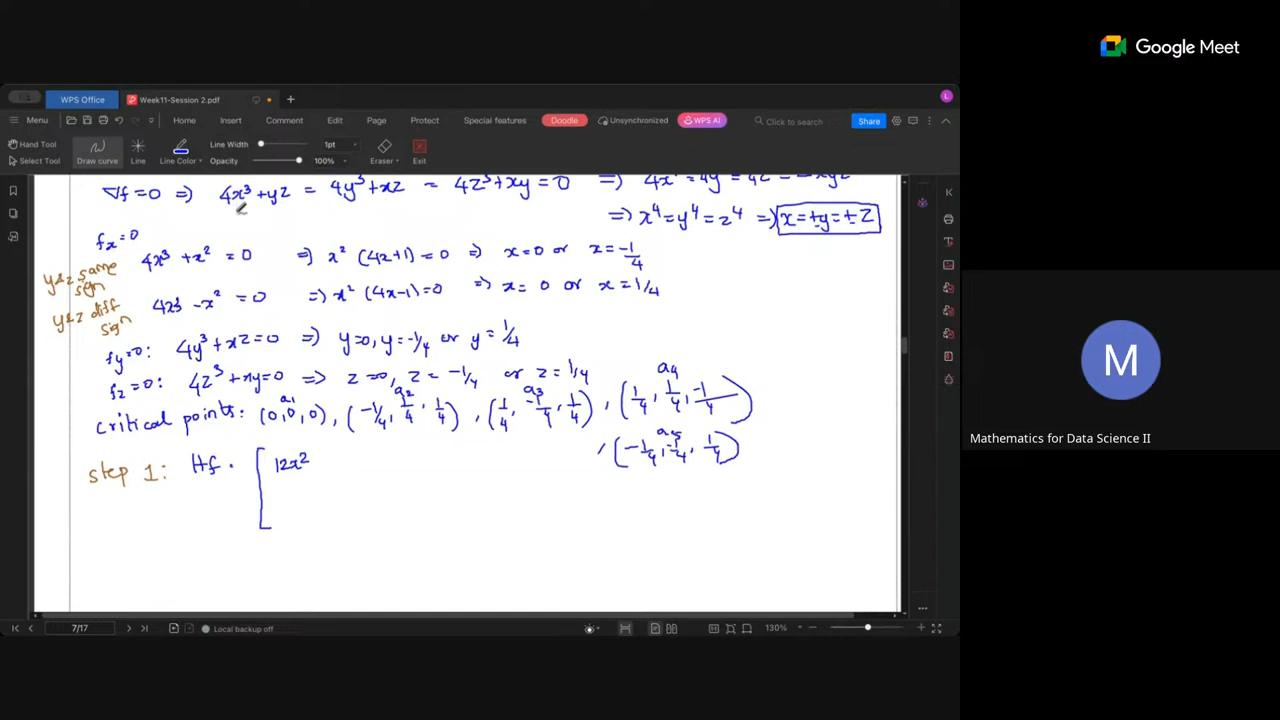 Google Meet
WPS Office Week11-Session 2.pdf
L
Menu Home Insert Comment Edit Page Protect Special features Doodle Unsynchronized WPS AI Search tools Share
Hand Tool
Select Tool
Draw curve Line Line Color Line Width 1pt Opacity 100% Eraser Exit
∇f=0 ⇒ 4x³+yz = 4y³+xz = 4z³+xy=0 ⇒
⇒ x⁴=y⁴=z⁴ ⇒ x=±y=±z
fx=0
y&z same sign 4x³+x² = 0 ⇒ x²(4x+1)=0 ⇒ x=0 or x=-1/4
y&z diff sign 4x³-x² = 0 ⇒ x²(4x-1)=0 ⇒ x=0 or x=1/4
fy=0: 4y³+xz=0 ⇒ y=0, y=-1/4 or y=1/4
fz=0: 4z³+xy=0 ⇒ z=0, z=-1/4 or z=1/4
a1 a2 a3 a4
critical points: (0,0,0), (-1/4, 1/4, 1/4), (1/4, -1/4, 1/4), (1/4, 1/4, -1/4)
a5
, (-1/4, -1/4, 1/4)
step 1: Hf = [12x²
7/17 Local backup off 130%
M
Mathematics for Data Science II